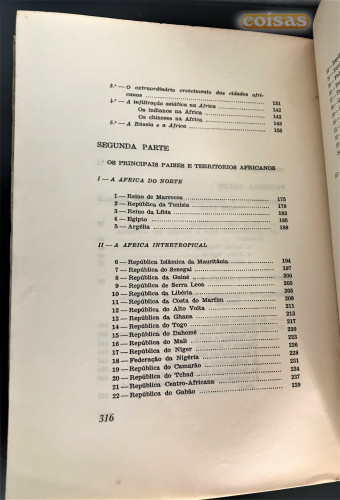 coisas
3.º — O extraordinário crescimento das cidades afri-
canas 131
4.º — A infiltração asiática na África 142
Os indianos na África 142
Os chineses na África 148
5.º — A Rússia e a África 150
SEGUNDA PARTE
OS PRINCIPAIS PAÍSES E TERRITÓRIOS AFRICANOS
I — A ÁFRICA DO NORTE
1 — Reino de Marrocos 175
2 — República da Tunísia 179
3 — Reino da Líbia 182
4 — Egipto 185
5 — Argélia 188
II — A ÁFRICA INTERTROPICAL
6 — República Islâmica da Mauritânia 194
7 — República do Senegal 197
8 — República da Guiné 200
9 — República de Serra Leoa 203
10 — República da Libéria 205
11 — República da Costa do Marfim 208
12 — República do Alto Volta 211
13 — República da Ghana 213
14 — República do Togo 217
15 — República do Dahomé 220
16 — República do Mali 223
17 — República do Níger 226
18 — Federação da Nigéria 228
19 — República do Camarão 231
20 — República do Tchad 234
21 — República Centro-Africana 237
22 — República do Gabão 239
316